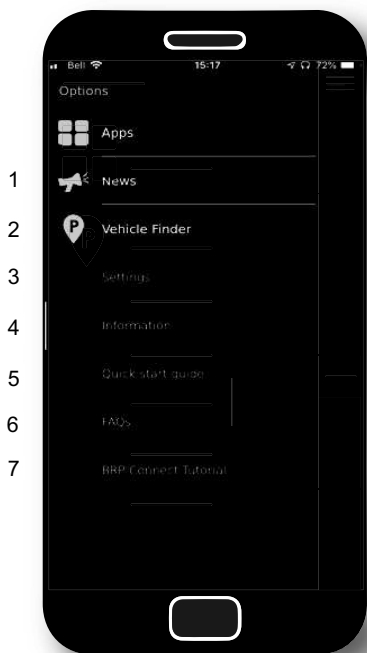 Bell 15:17 72%
Options
Apps
1 News
2 Vehicle Finder
3 Settings
4 Information
5 Quick start guide
6 FAQs
7 BRP Connect Tutorial